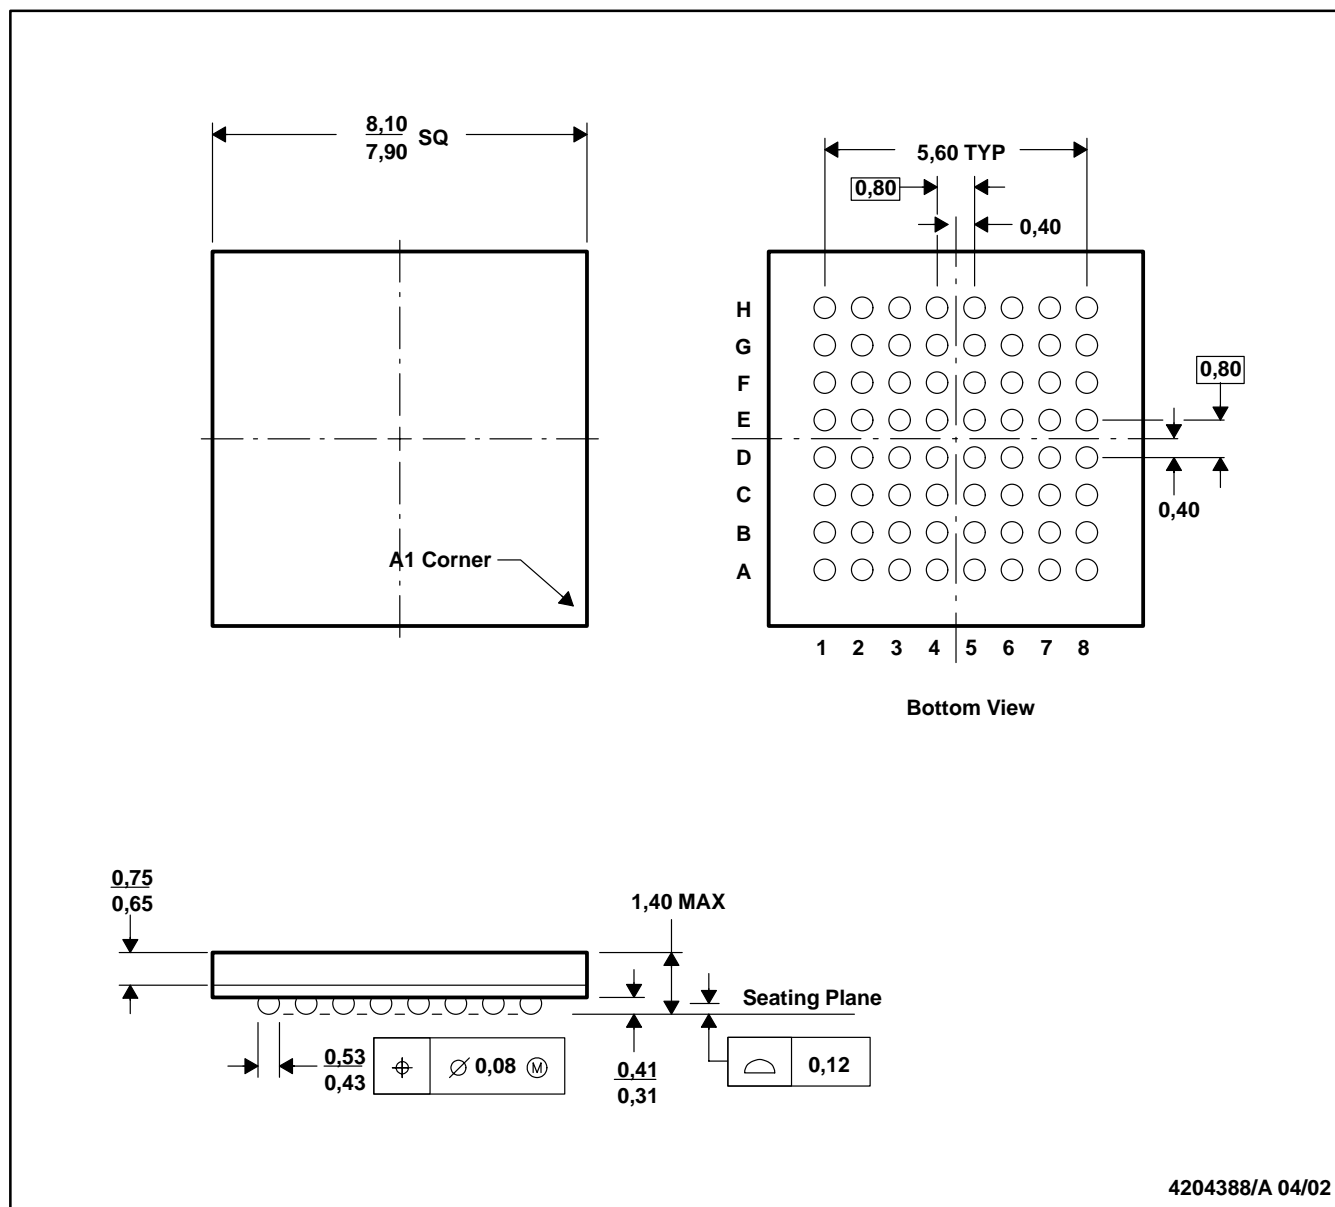 8,10
7,90
SQ
5,60 TYP
0,80
0,40
H
G
F
E
D
C
B
A
0,80
0,40
A1 Corner
1 2 3 4 5 6 7 8
Bottom View
0,75
0,65
1,40 MAX
Seating Plane
0,53
0,43
⌀ 0,08 Ⓜ
0,41
0,31
0,12
4204388/A 04/02